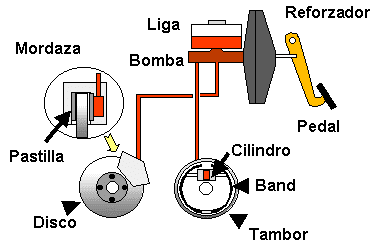 Reforzador
Liga
Mordaza
Bomba
Pedal
Pastilla
Cilindro
Band
Disco
Tambor